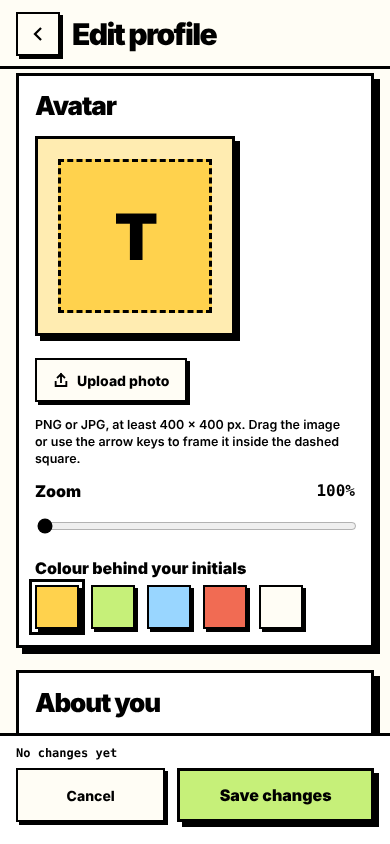 Edit profile
Avatar
T
Upload photo
PNG or JPG, at least 400 × 400 px. Drag the image
or use the arrow keys to frame it inside the dashed
square.
Zoom 100%
Colour behind your initials
About you
No changes yet
Cancel Save changes